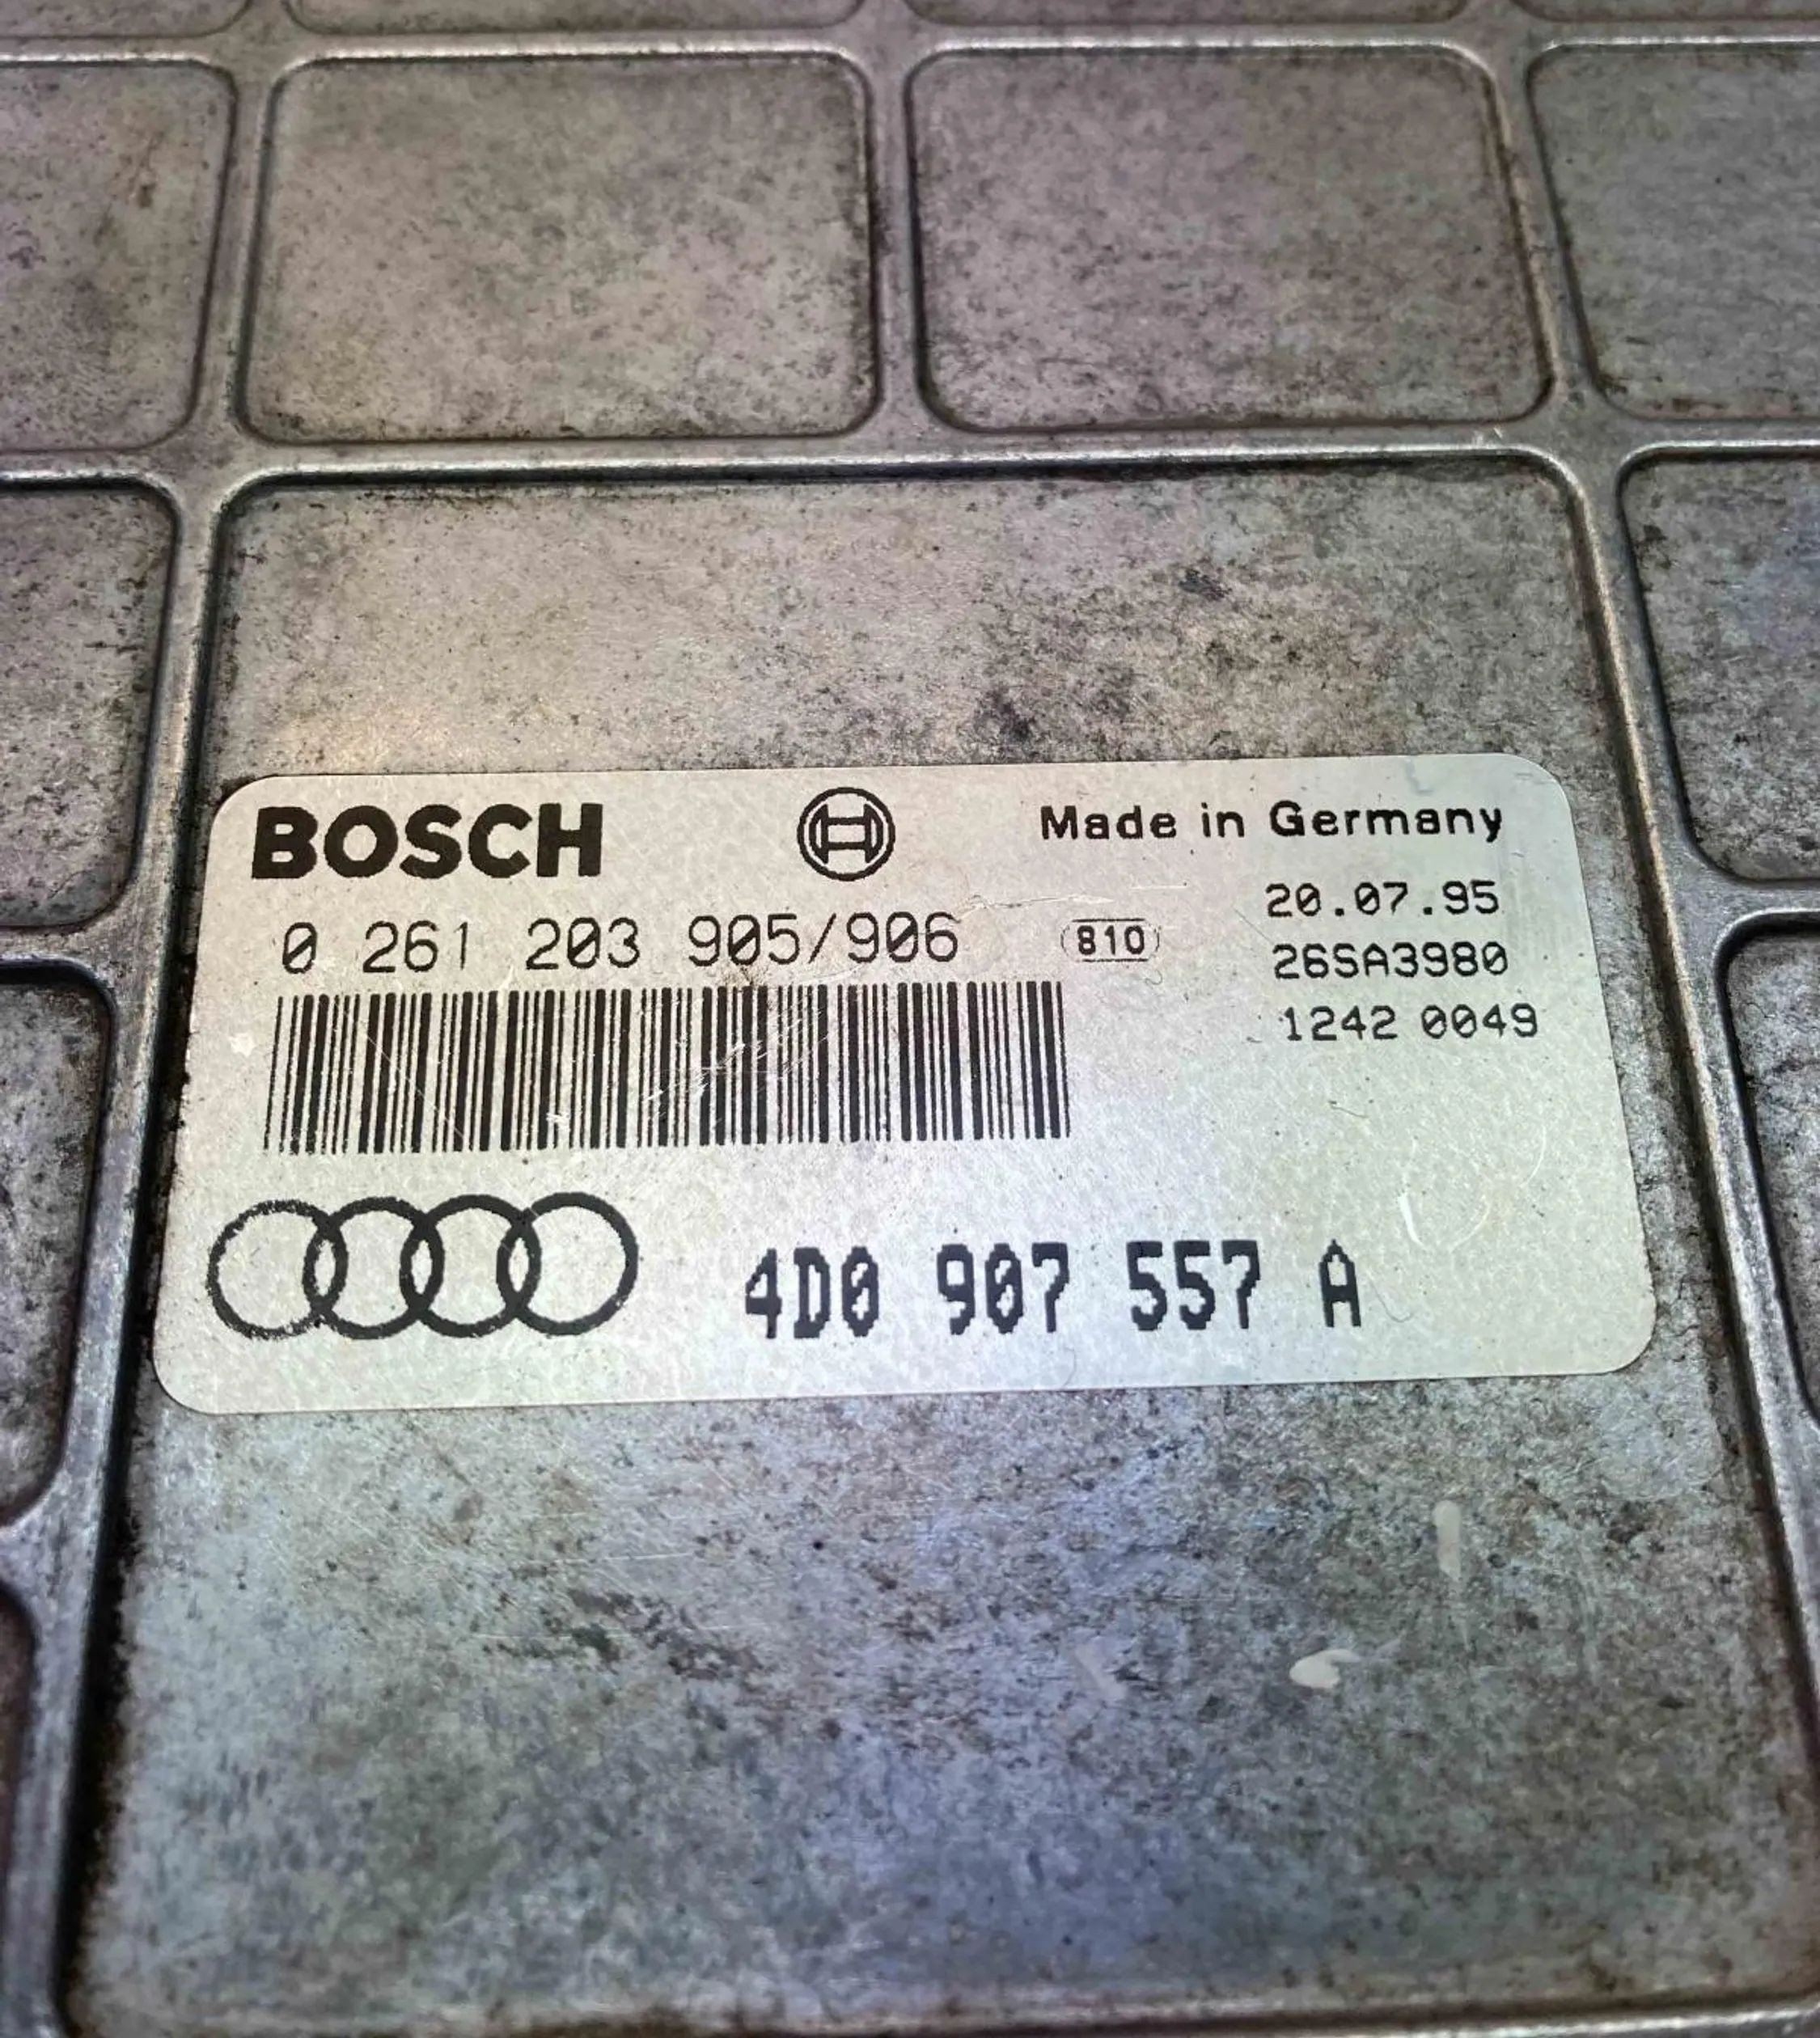 BOSCH
Made in Germany
0 261 203 905/906
810
20.07.95
26SA3980
1242 0049
4D0 907 557 A